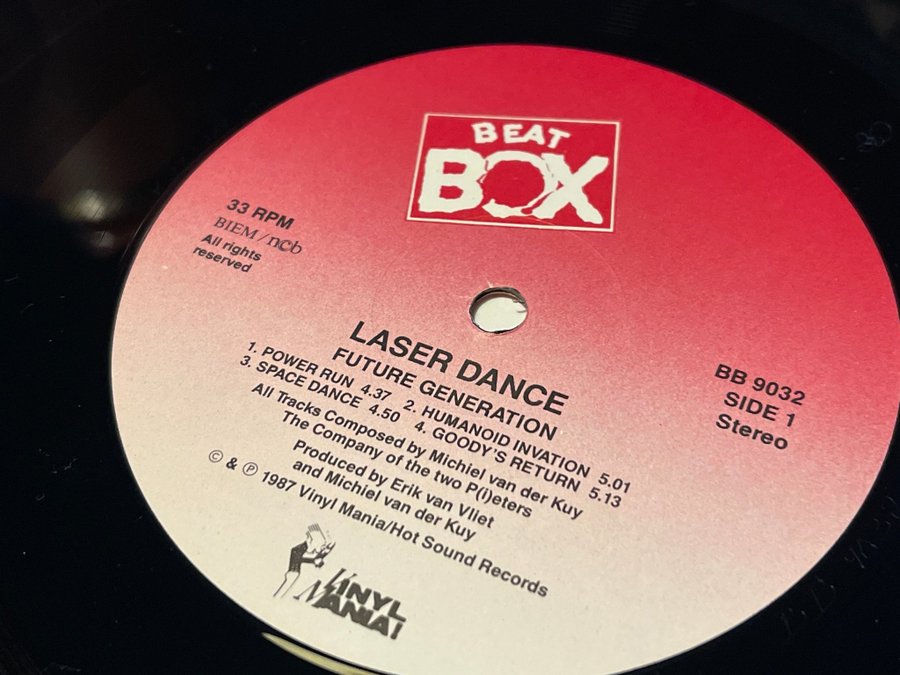 BEAT
BOX
33 RPM
BIEM/ncb
All rights
reserved
BB 9032
SIDE 1
Stereo
LASER DANCE
FUTURE GENERATION
1. POWER RUN 4.37 2. HUMANOID INVATION 5.01
3. SPACE DANCE 4.50 4. GOODY'S RETURN 5.13
All Tracks Composed by Michiel van der Kuy
The Company of the two P(i)eters
Produced by Erik van Vliet
and Michiel van der Kuy
© & ℗ 1987 Vinyl Mania/Hot Sound Records
VINYL
MANIA!